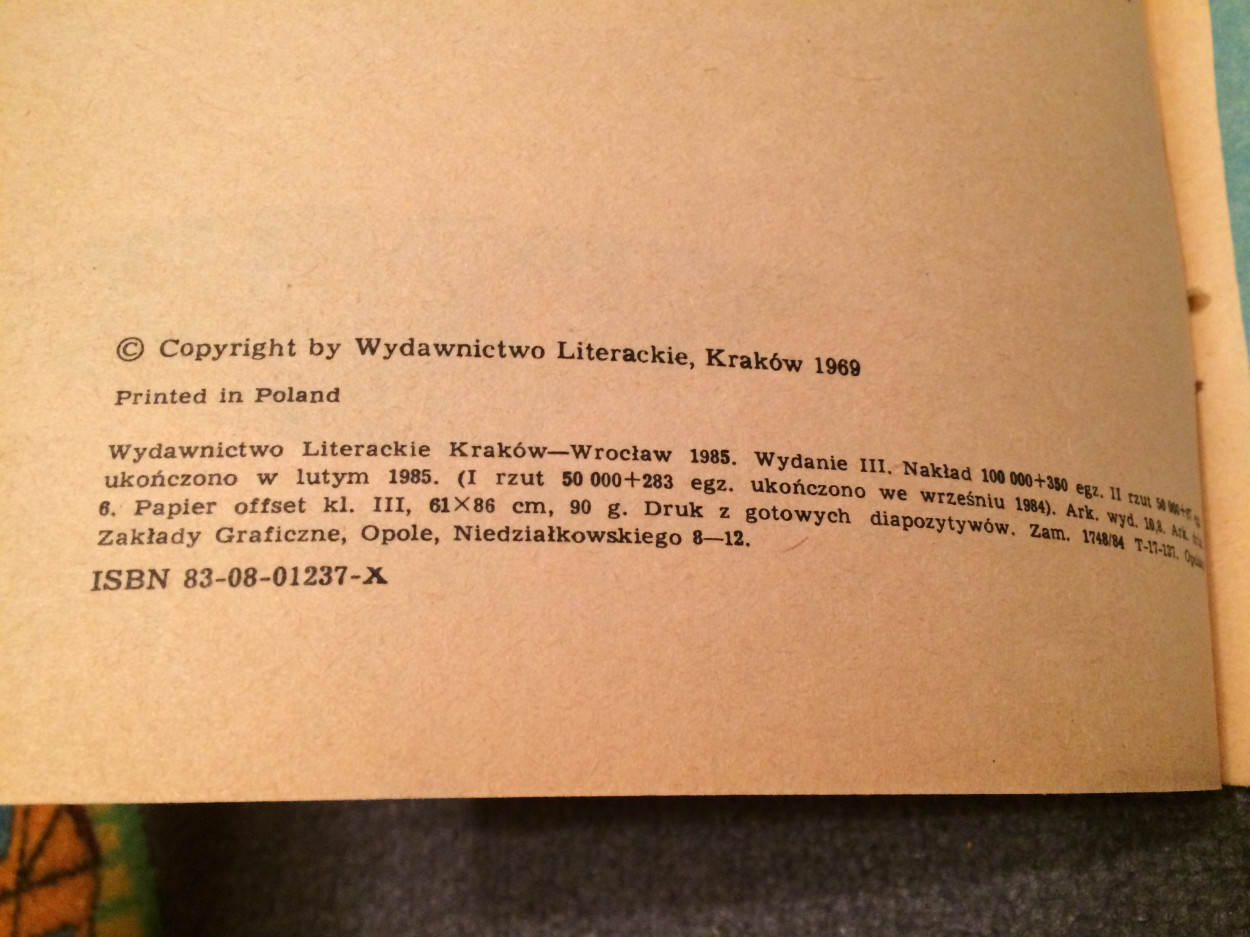 © Copyright by Wydawnictwo Literackie, Kraków 1969
Printed in Poland
Wydawnictwo Literackie Kraków—Wrocław 1985. Wydanie III. Nakład 100 000+350 egz. II rzut
ukończono w lutym 1985. (I rzut 50 000+283 egz. ukończono we wrześniu 1984). Ark. wyd. Ark.
6. Papier offset kl. III, 61×86 cm, 90 g. Druk z gotowych diapozytywów. Zam. 1748/84 T-17-137.
Zakłady Graficzne, Opole, Niedziałkowskiego 8—12.
ISBN 83-08-01237-X